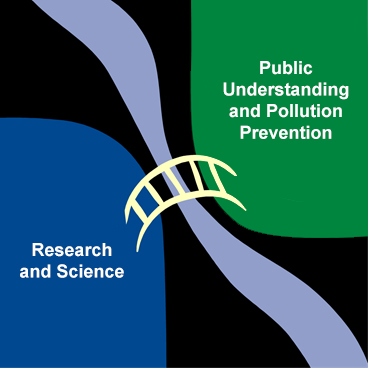 Public
Understanding
and Pollution
Prevention
Research
and Science